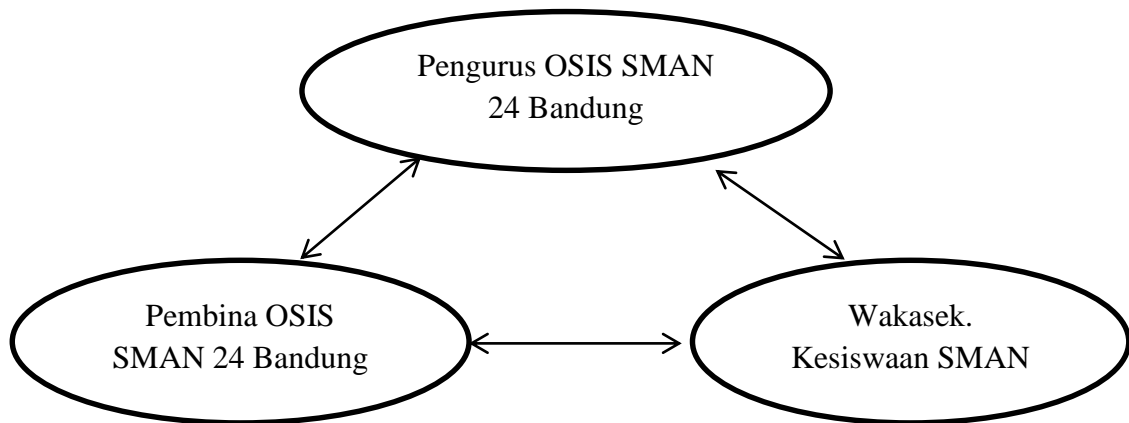 Pengurus OSIS SMAN
24 Bandung
Pembina OSIS
SMAN 24 Bandung
Wakasek.
Kesiswaan SMAN